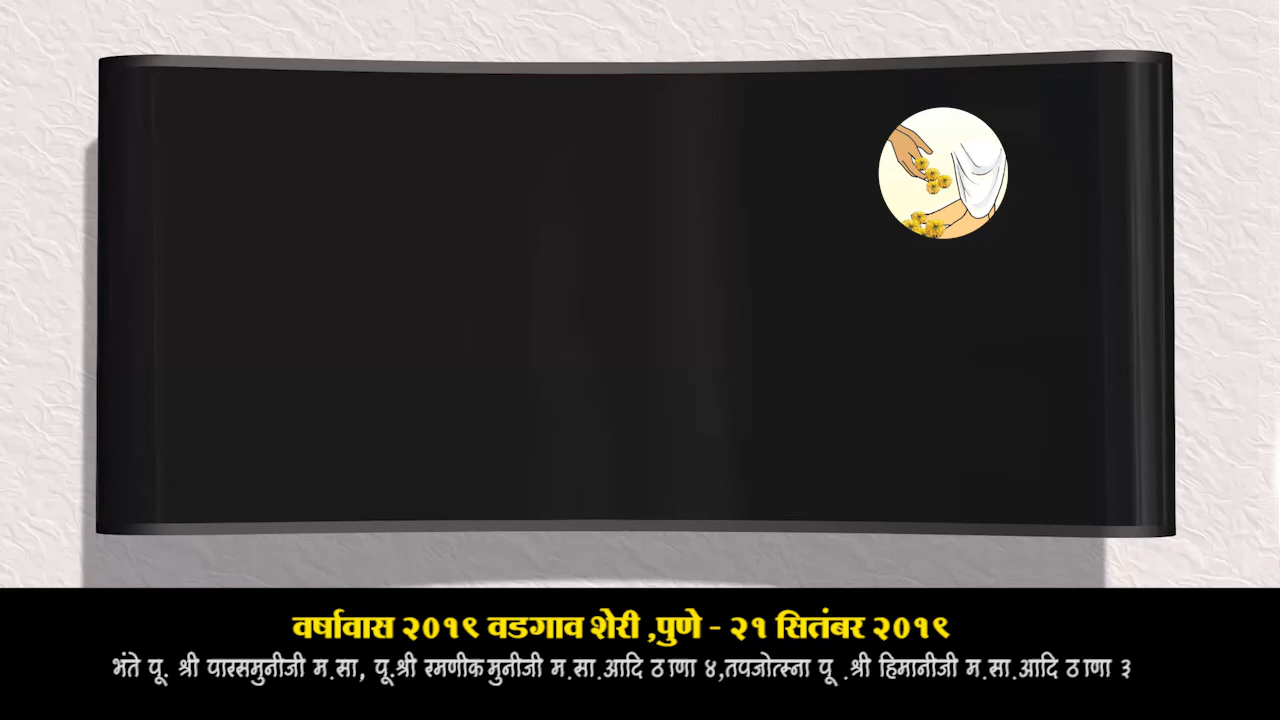 वर्षावास २०१९ वडगाव शेरी ,पुणे - २१ सितंबर २०१९
भंते पू. श्री पारसमुनीजी म.सा, पू.श्री रमणीकमुनीजी म.सा.आदि ठाणा ४,तपजोत्स्ना पू .श्री हिमानीजी म.सा.आदि ठाणा ३